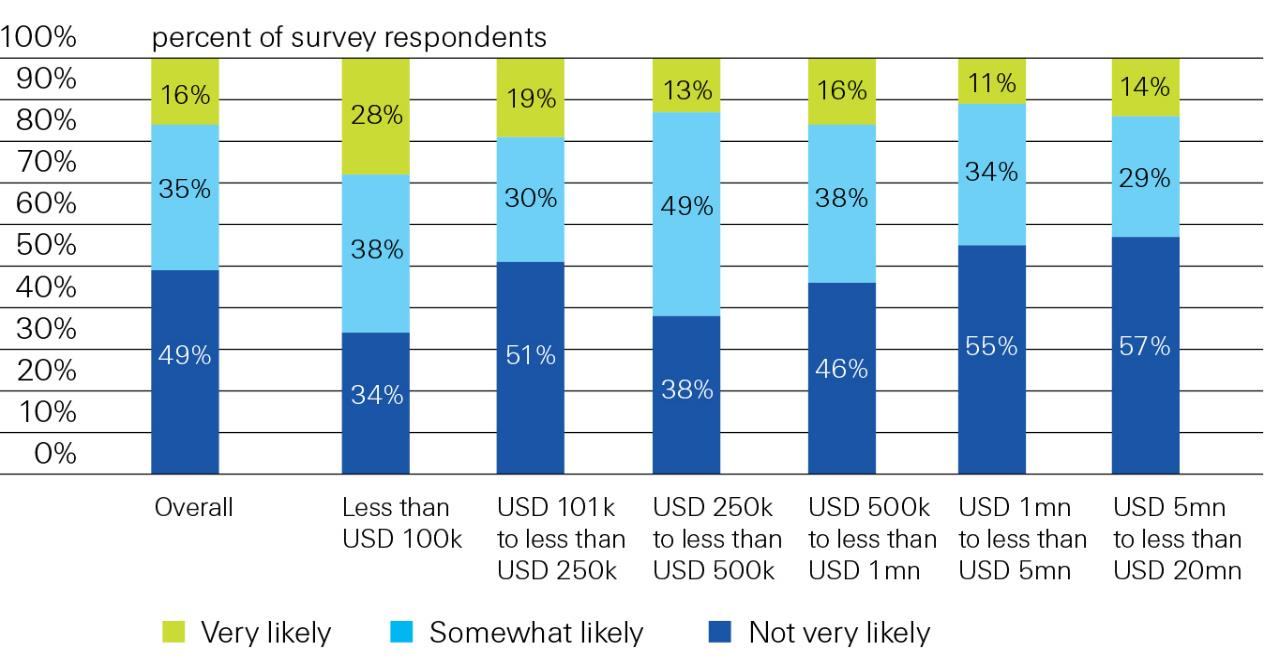 100% percent of survey respondents
90%
80%
70%
60%
50%
40%
30%
20%
10%
0%
16% 28% 19% 13% 16% 11% 14%
35% 38% 30% 49% 38% 34% 29%
49% 34% 51% 38% 46% 55% 57%
Overall
Less than
USD 100k
USD 101k
to less than
USD 250k
USD 250k
to less than
USD 500k
USD 500k
to less than
USD 1mn
USD 1mn
to less than
USD 5mn
USD 5mn
to less than
USD 20mn
Very likely Somewhat likely Not very likely